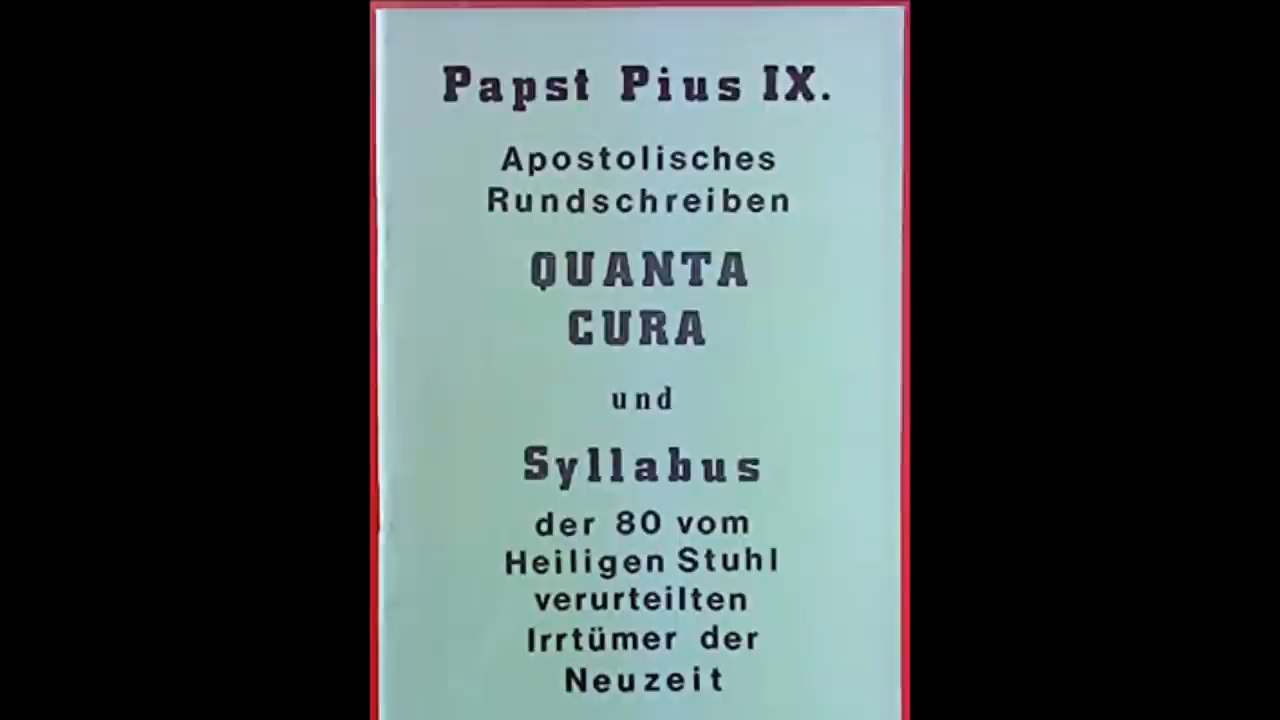 Papst Pius IX.
Apostolisches
Rundschreiben
QUANTA
CURA
und
Syllabus
der 80 vom
Heiligen Stuhl
verurteilten
Irrtümer der
Neuzeit